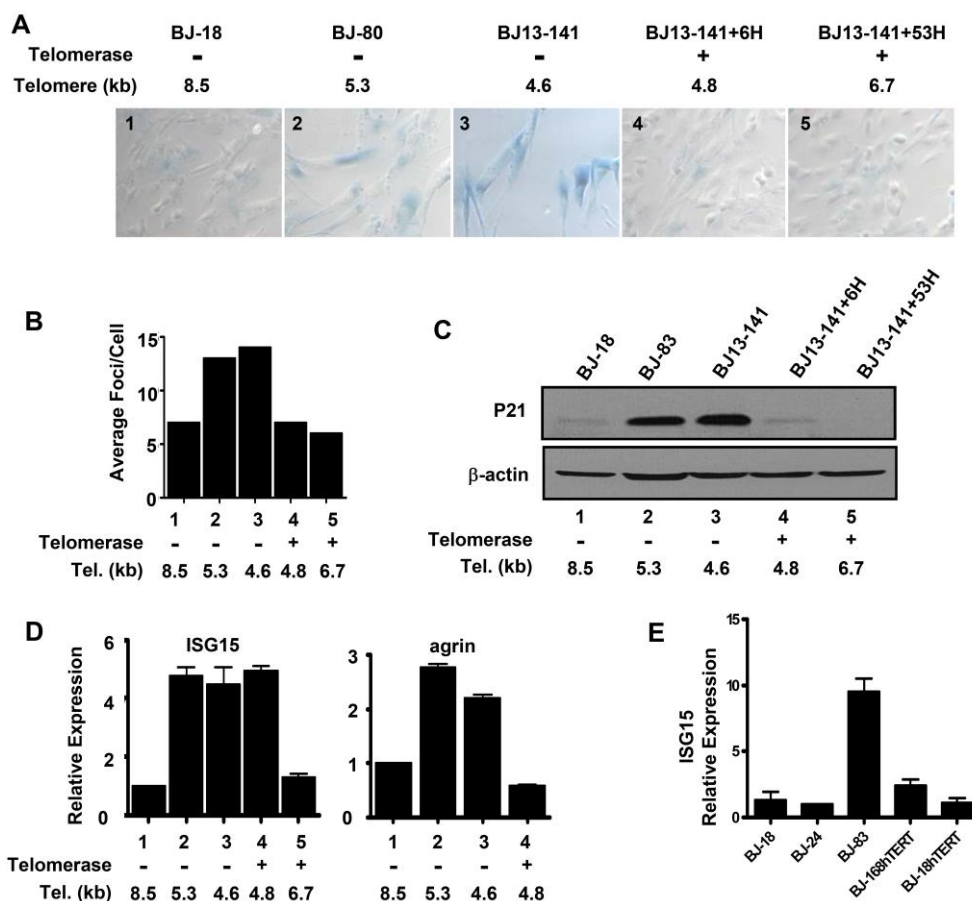 A
BJ-18 BJ-80 BJ13-141 BJ13-141+6H BJ13-141+53H
Telomerase - - - + +
Telomere (kb) 8.5 5.3 4.6 4.8 6.7
1 2 3 4 5
B
Average Foci/Cell
15
10
5
0
1 2 3 4 5
Telomerase - - - + +
Tel. (kb) 8.5 5.3 4.6 4.8 6.7
C
BJ-18 BJ-83 BJ13-141 BJ13-141+6H BJ13-141+53H
P21
β-actin
1 2 3 4 5
Telomerase - - - + +
Tel. (kb) 8.5 5.3 4.6 4.8 6.7
D
ISG15
Relative Expression
6
4
2
0
1 2 3 4 5
Telomerase - - - + +
Tel. (kb) 8.5 5.3 4.6 4.8 6.7
agrin
3
2
1
0
1 2 3 4
- - - +
8.5 5.3 4.6 4.8
E
ISG15
Relative Expression
15
10
5
0
BJ-18 BJ-24 BJ-83 BJ-168hTERT BJ-18hTERT